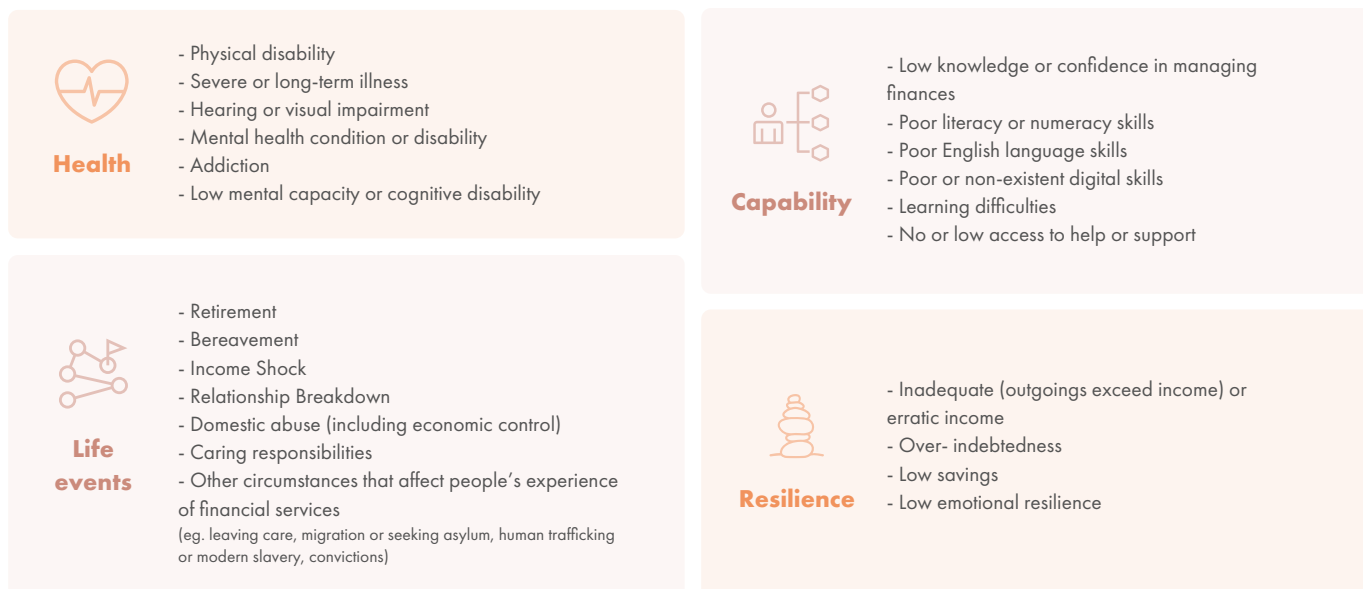 Health
- Physical disability
- Severe or long-term illness
- Hearing or visual impairment
- Mental health condition or disability
- Addiction
- Low mental capacity or cognitive disability
Capability
- Low knowledge or confidence in managing
finances
- Poor literacy or numeracy skills
- Poor English language skills
- Poor or non-existent digital skills
- Learning difficulties
- No or low access to help or support
Life
events
- Retirement
- Bereavement
- Income Shock
- Relationship Breakdown
- Domestic abuse (including economic control)
- Caring responsibilities
- Other circumstances that affect people’s experience
of financial services
(eg. leaving care, migration or seeking asylum, human trafficking
or modern slavery, convictions)
Resilience
- Inadequate (outgoings exceed income) or
erratic income
- Over- indebtedness
- Low savings
- Low emotional resilience